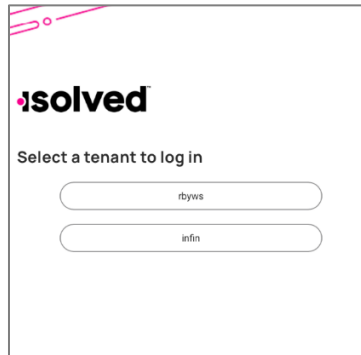 isolved
Select a tenant to log in
rbyws
infin